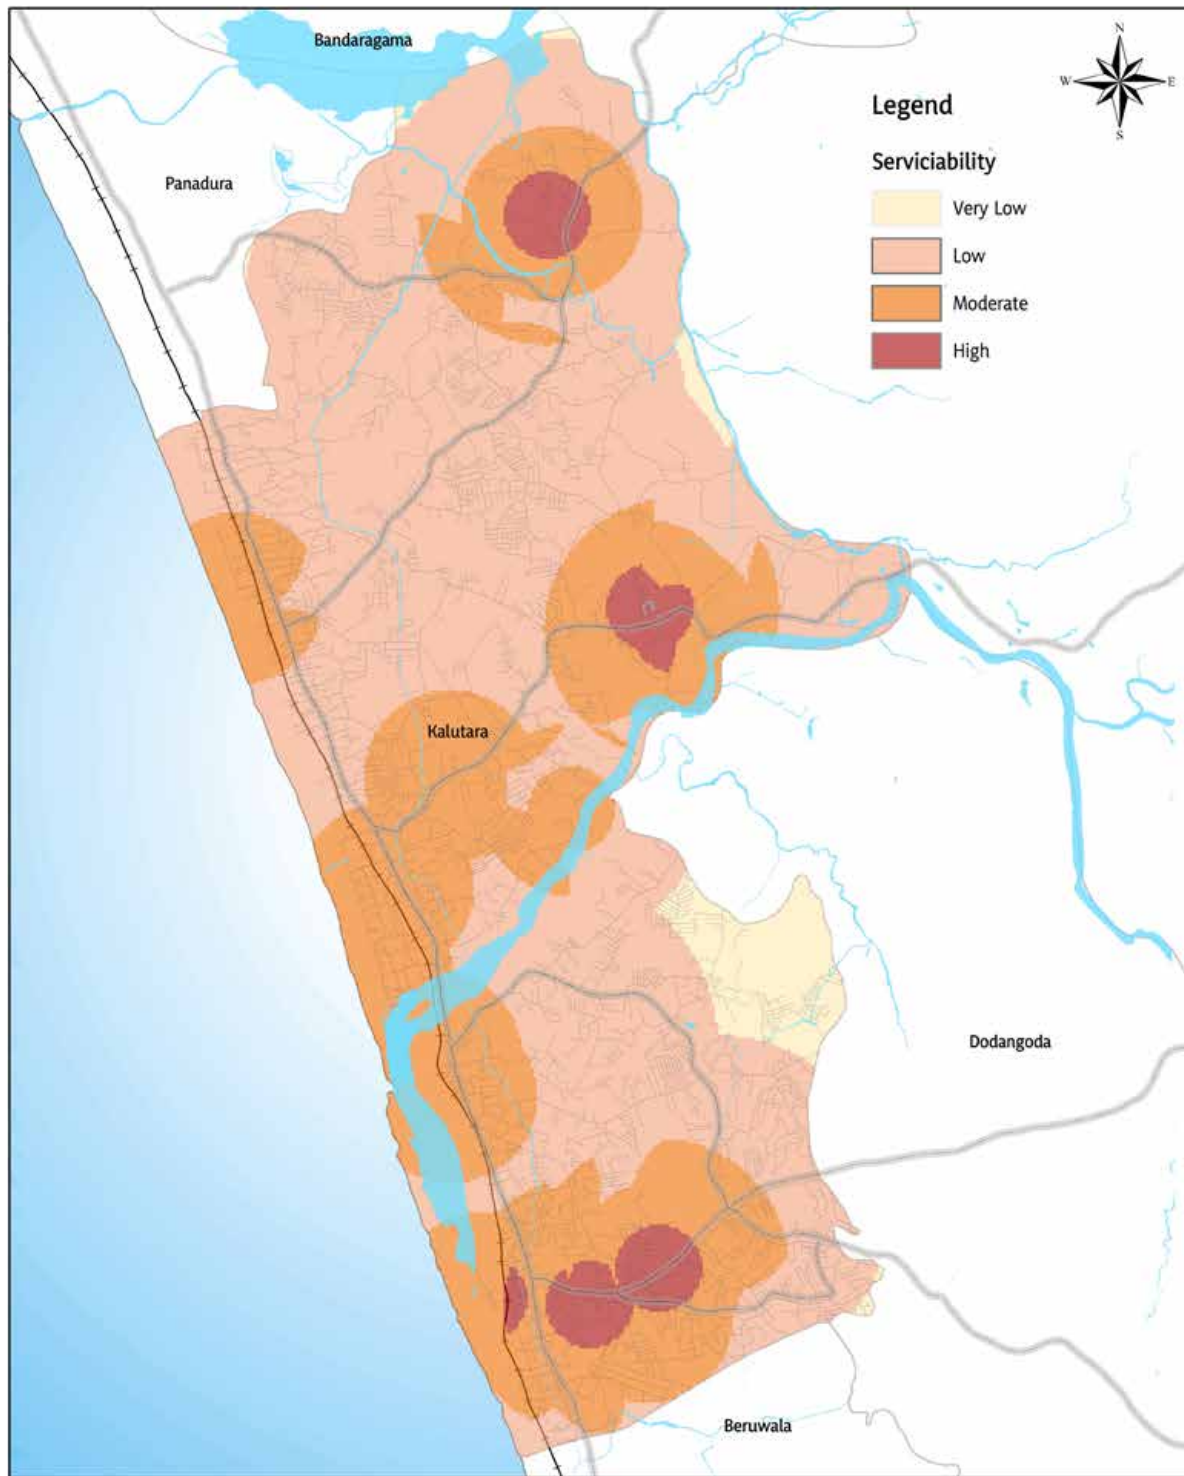 Bandaragama
N
W
E
S
Legend
Serviciability
Panadura
Very Low
Low
Moderate
High
Kalutara
Dodangoda
Beruwala